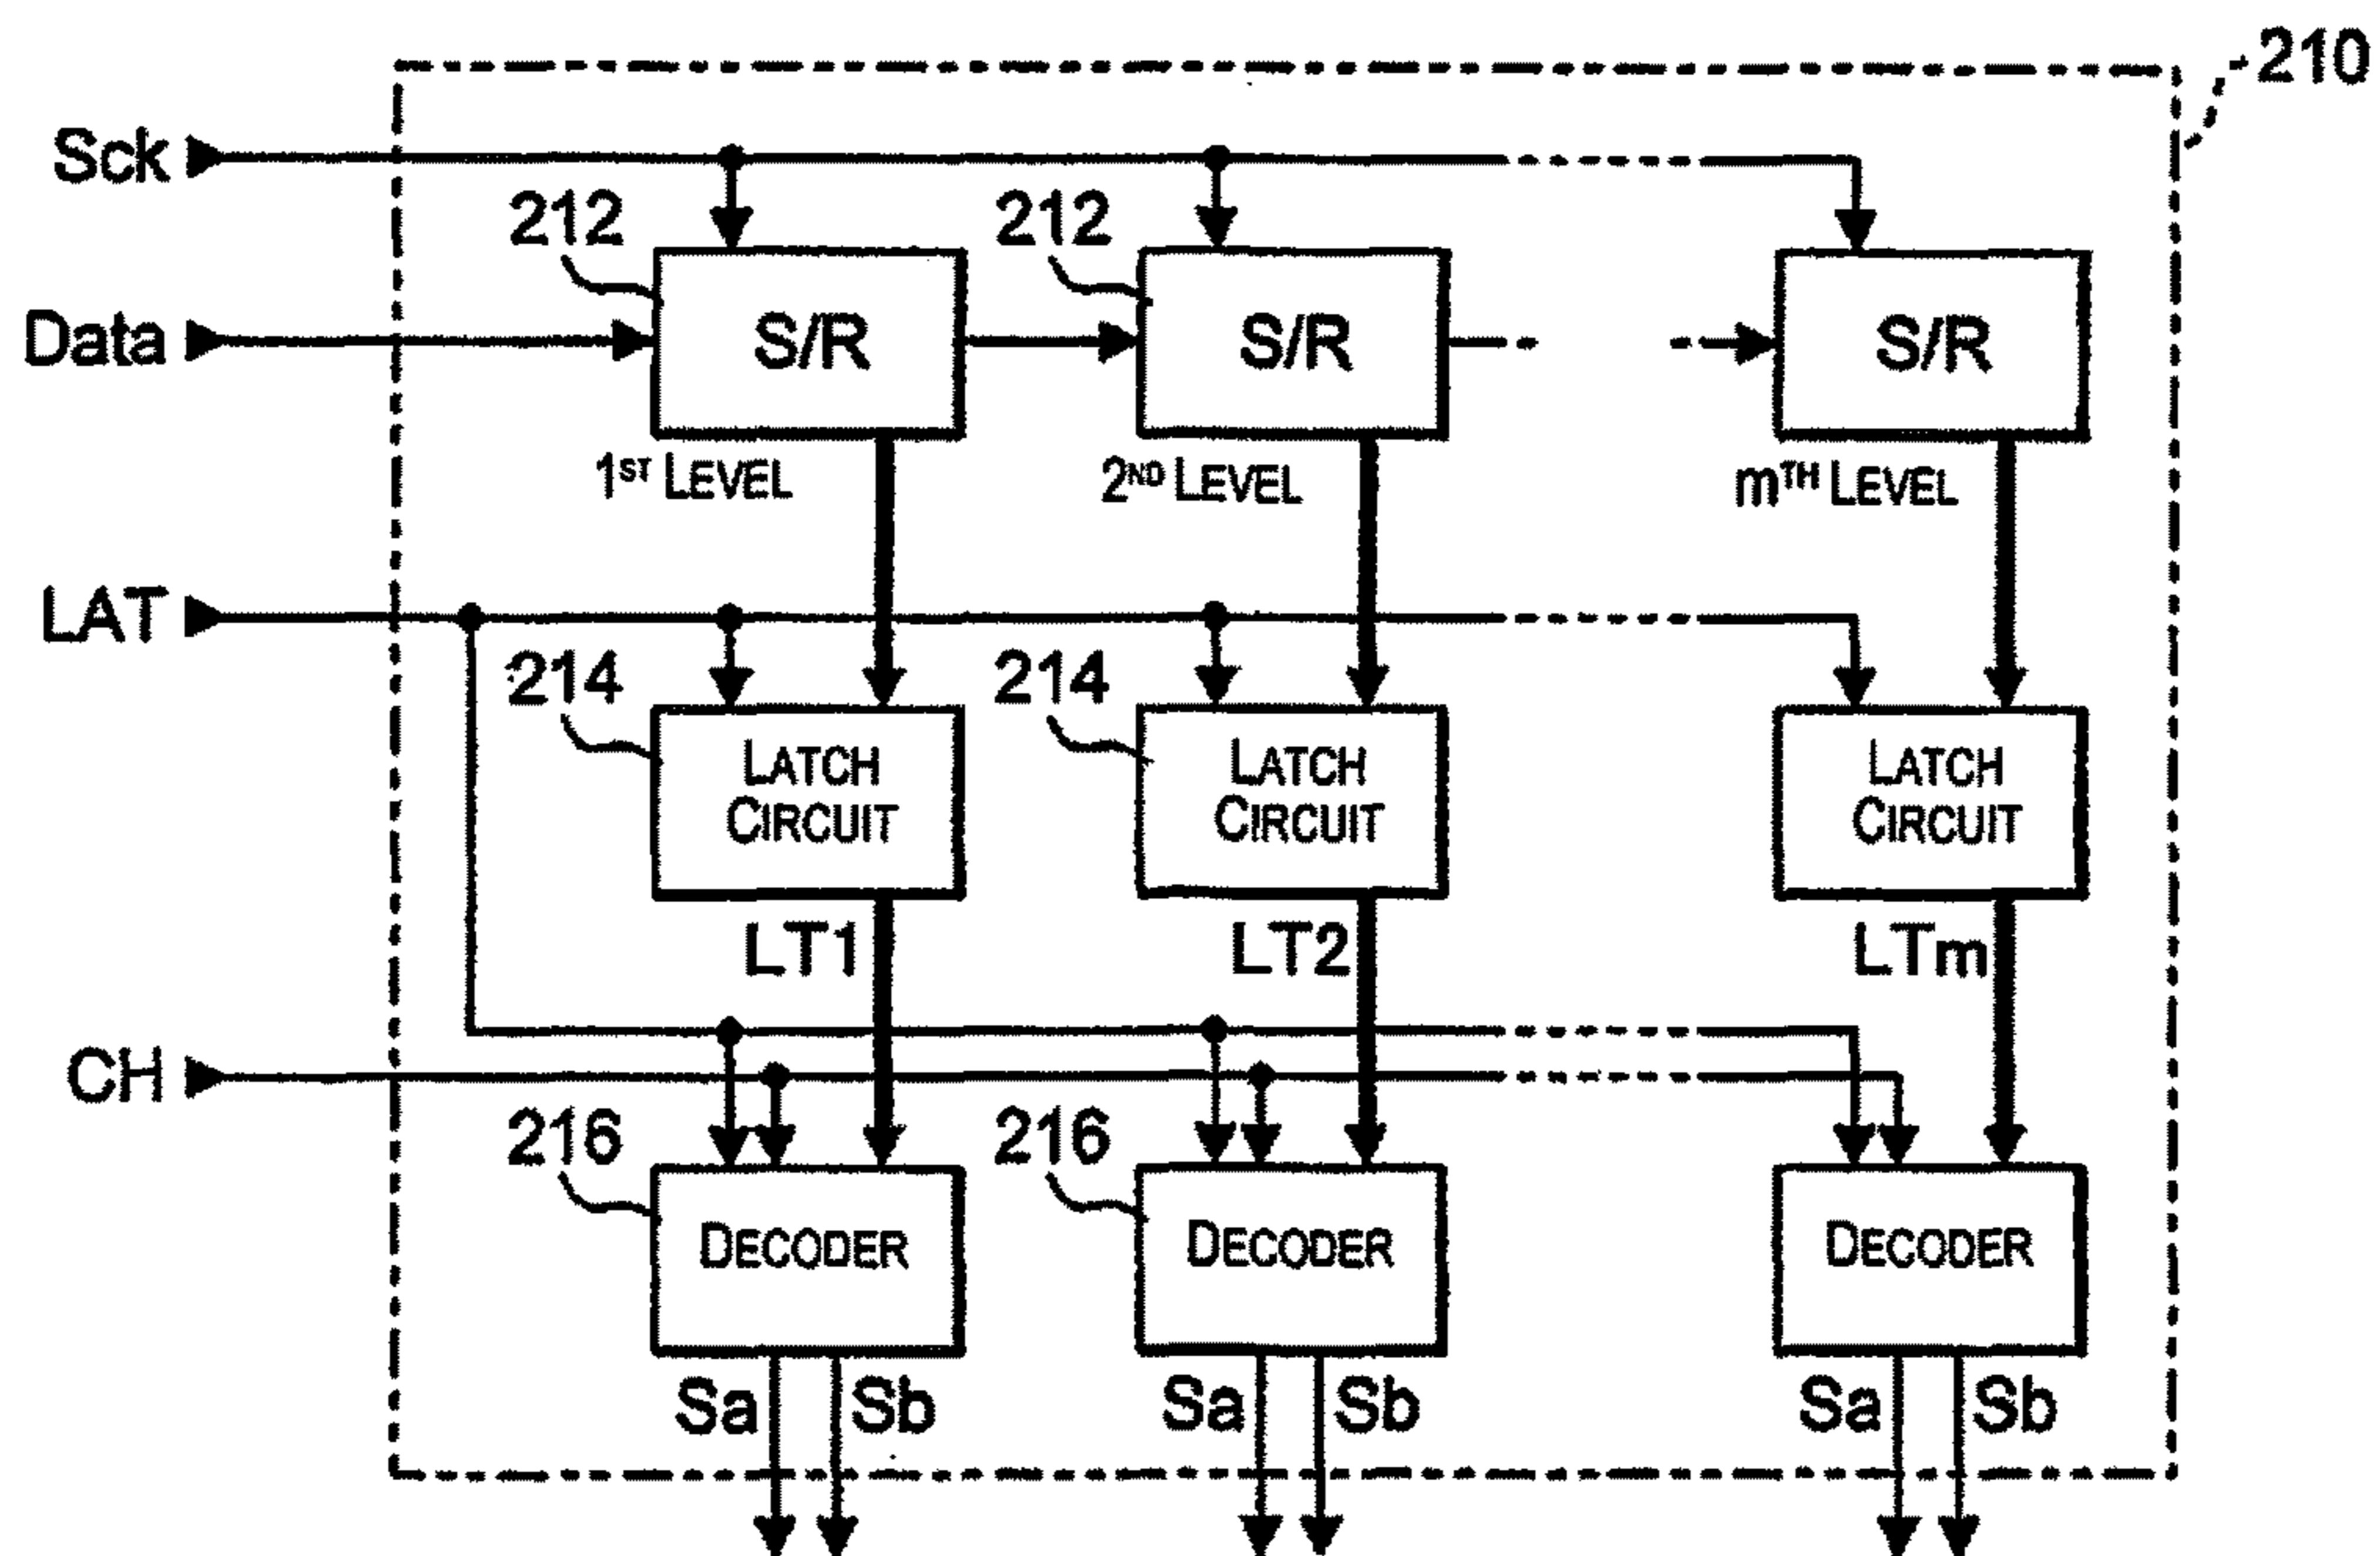 210
Sck
212
212
Data
S/R
S/R
S/R
1ST LEVEL
2ND LEVEL
mTH LEVEL
LAT
214
214
LATCH
CIRCUIT
LATCH
CIRCUIT
LATCH
CIRCUIT
LT1
LT2
LTm
CH
216
216
DECODER
DECODER
DECODER
Sa
Sb
Sa
Sb
Sa
Sb